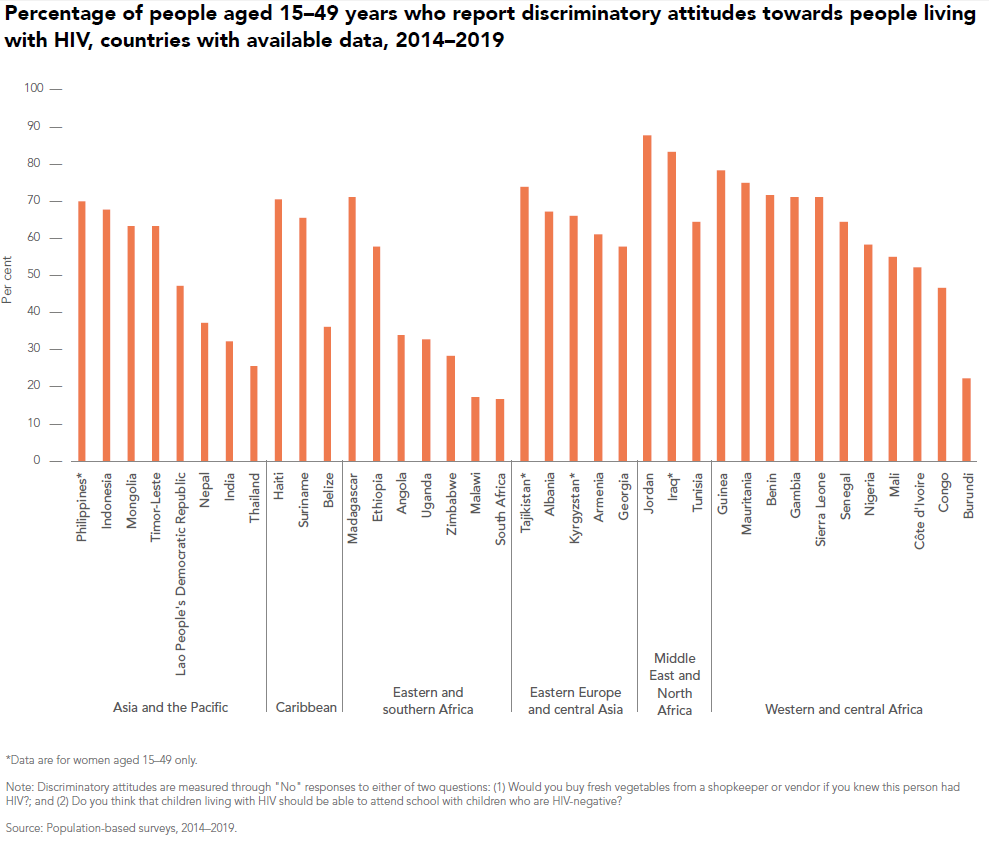 Percentage of people aged 15–49 years who report discriminatory attitudes towards people living
with HIV, countries with available data, 2014–2019
Per cent
100
90
80
70
60
50
40
30
20
10
0
Philippines*
Indonesia
Mongolia
Timor-Leste
Lao People's Democratic Republic
Nepal
India
Thailand
Haiti
Suriname
Belize
Madagascar
Ethiopia
Angola
Uganda
Zimbabwe
Malawi
South Africa
Tajikistan*
Albania
Kyrgyzstan*
Armenia
Georgia
Jordan
Iraq*
Tunisia
Guinea
Mauritania
Benin
Gambia
Sierra Leone
Senegal
Nigeria
Mali
Côte d'Ivoire
Congo
Burundi
Asia and the Pacific
Caribbean
Eastern and
southern Africa
Eastern Europe
and central Asia
Middle
East and
North
Africa
Western and central Africa
*Data are for women aged 15–49 only.
Note: Discriminatory attitudes are measured through "No" responses to either of two questions: (1) Would you buy fresh vegetables from a shopkeeper or vendor if you knew this person had
HIV?; and (2) Do you think that children living with HIV should be able to attend school with children who are HIV-negative?
Source: Population-based surveys, 2014–2019.